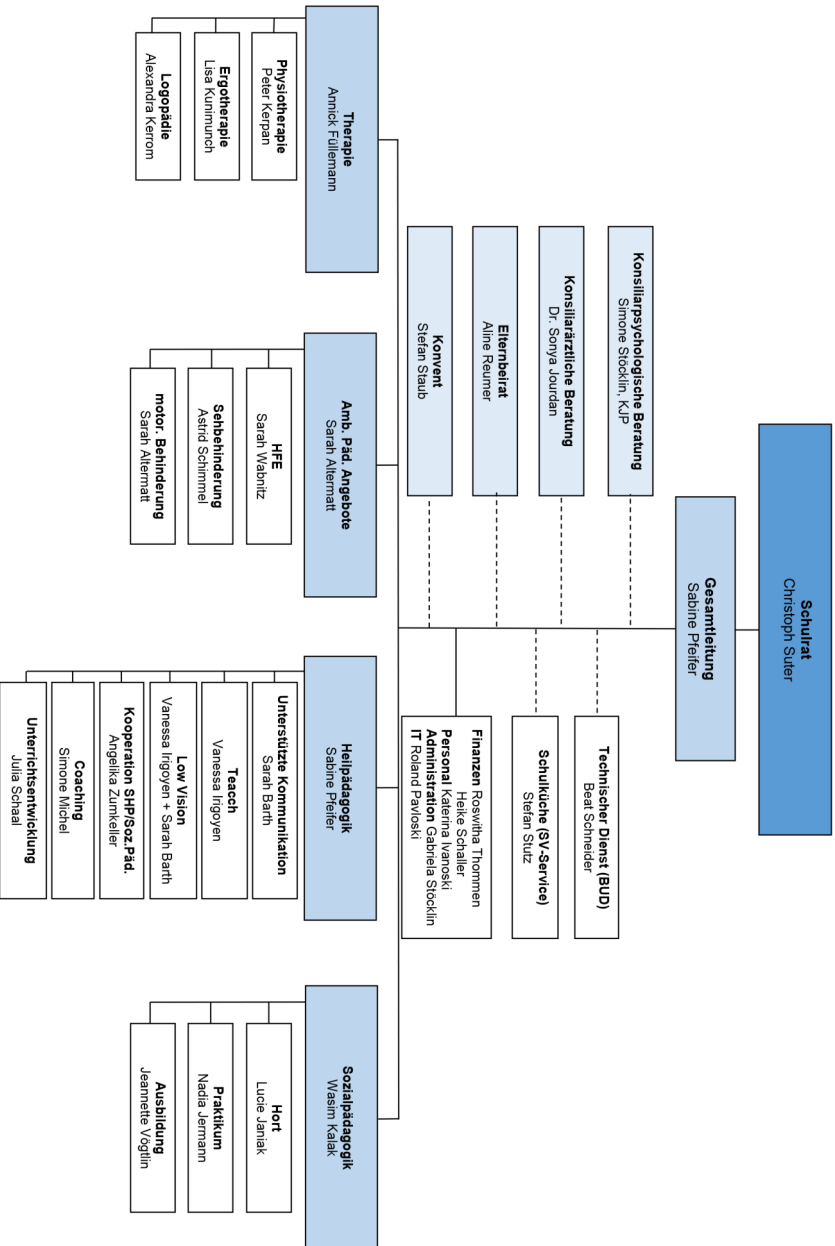 Schulrat
Christoph Suter
Gesamtleitung
Sabine Pfeifer
Konsiliarpsychologische Beratung
Simone Stöcklin, KJP
Konsiliarärztliche Beratung
Dr. Sonya Jourdan
Elternbeirat
Aline Reumer
Konvent
Stefan Staub
Technischer Dienst (BUD)
Beat Schneider
Schulküche (SV-Service)
Stefan Stutz
Finanzen Roswitha Thommen
Heike Schaller
Personal Katerina Ivanoski
Administration Gabriela Stöcklin
IT Roland Pavloski
Therapie
Annick Füllemann
Physiotherapie
Peter Kerpan
Ergotherapie
Lisa Kunimunch
Logopädie
Alexandra Kerrom
Amb. Päd. Angebote
Sarah Altermatt
HFE
Sarah Wabnitz
Sehbehinderung
Astrid Schimmel
motor. Behinderung
Sarah Altermatt
Heilpädagogik
Sabine Pfeifer
Unterstützte Kommunikation
Sarah Barth
Teacch
Vanessa Irigoyen
Low Vision
Vanessa Irigoyen + Sarah Barth
Kooperation SHP/Soz.Päd.
Angelika Zumkeller
Coaching
Simone Michel
Unterrichtsentwicklung
Julia Schaal
Sozialpädagogik
Wasim Kalak
Hort
Lucie Janiak
Praktikum
Nadia Jermann
Ausbildung
Jeannette Vögtlin